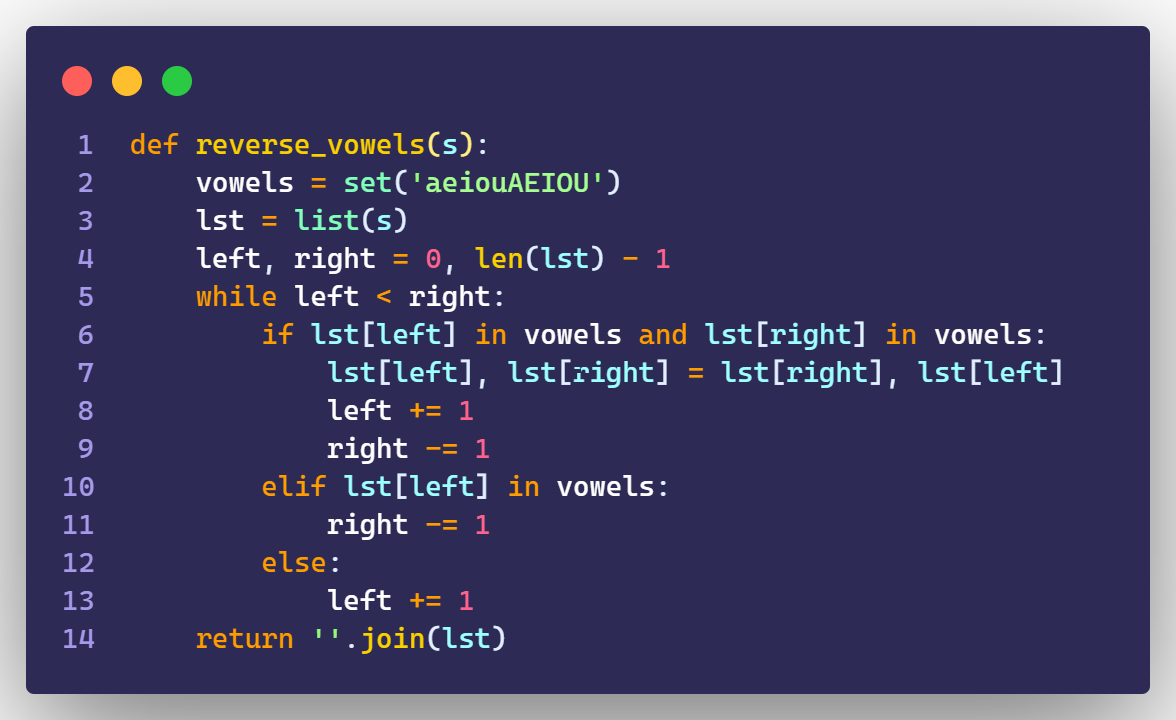 1 def reverse_vowels(s):
2     vowels = set('aeiouAEIOU')
3     lst = list(s)
4     left, right = 0, len(lst) - 1
5     while left < right:
6         if lst[left] in vowels and lst[right] in vowels:
7             lst[left], lst[right] = lst[right], lst[left]
8             left += 1
9             right -= 1
10         elif lst[left] in vowels:
11             right -= 1
12         else:
13             left += 1
14     return ''.join(lst)